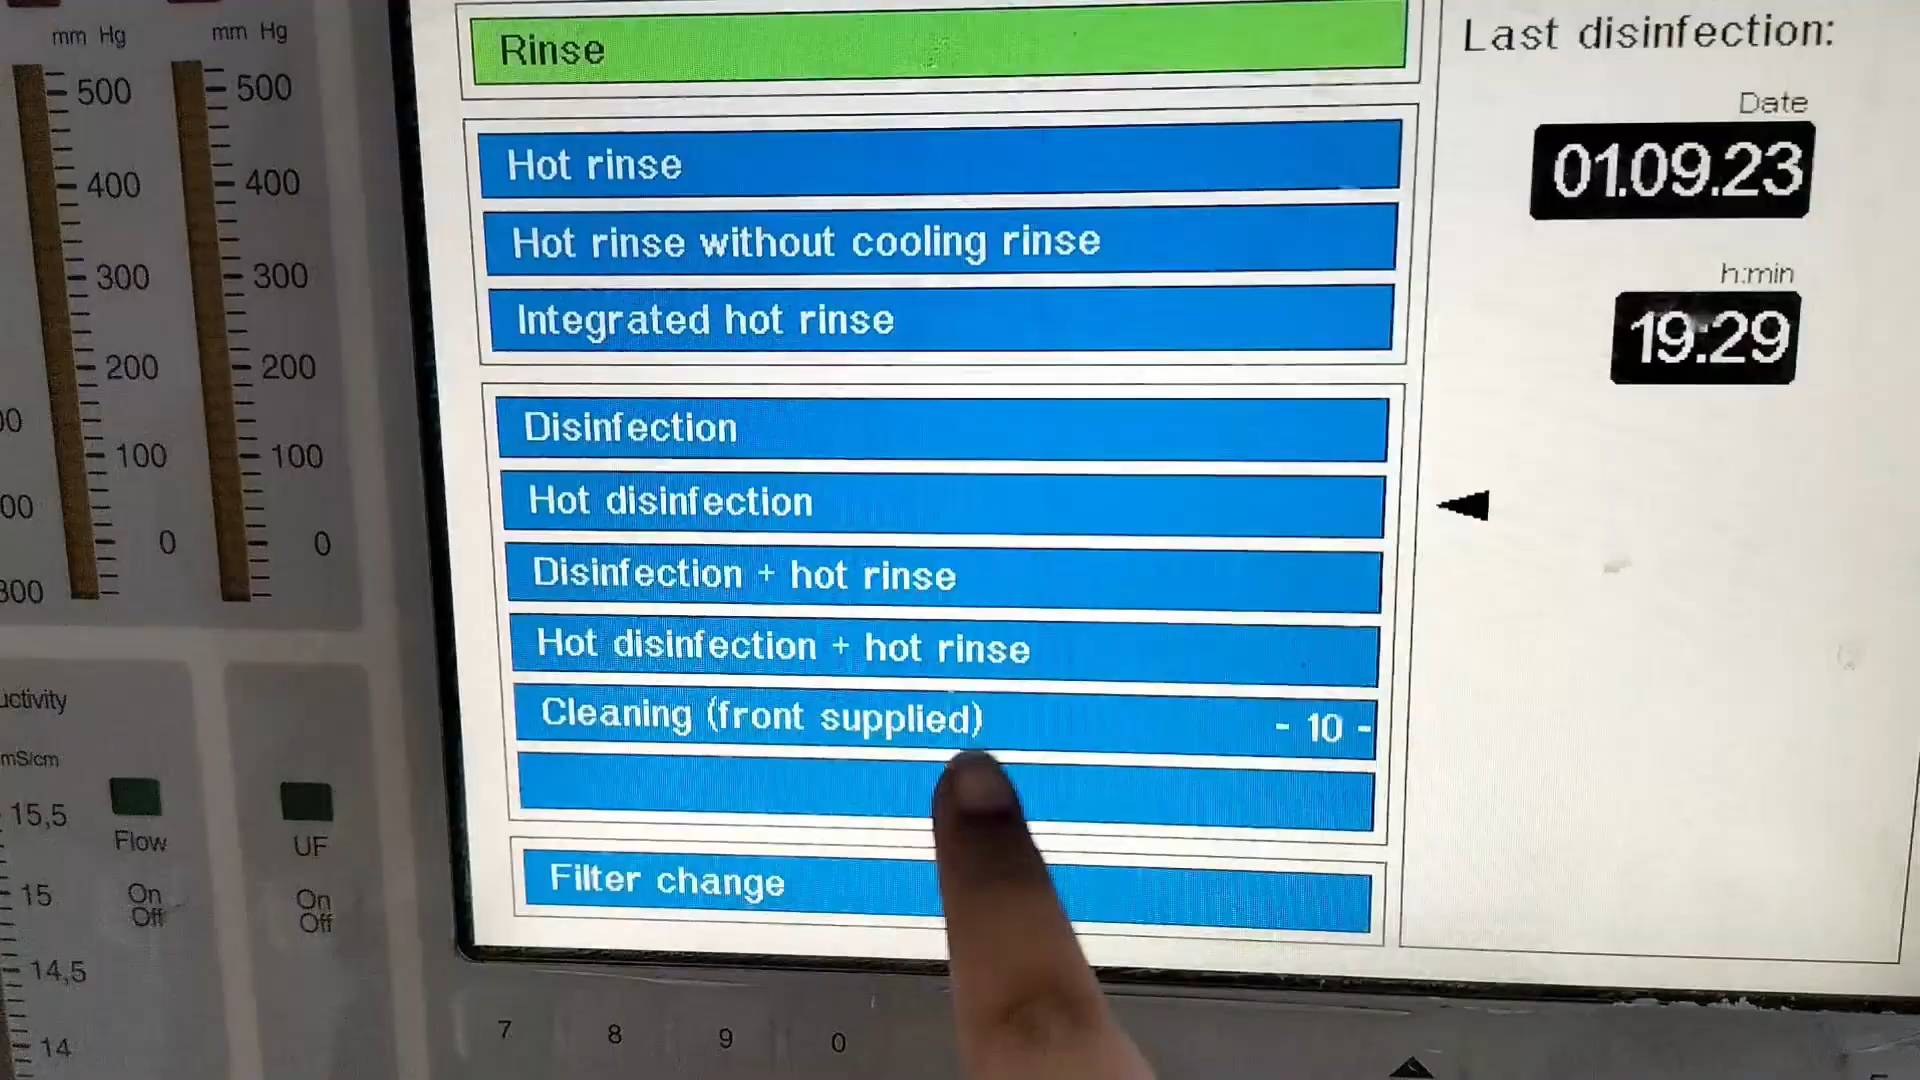 mm Hg
mm Hg
500
500
400
400
300
300
200
200
100
100
0
0
mS/cm
15,5
Flow
UF
15
On
Off
On
Off
14,5
14
Rinse
Hot rinse
Hot rinse without cooling rinse
Integrated hot rinse
Disinfection
Hot disinfection
Disinfection + hot rinse
Hot disinfection + hot rinse
Cleaning (front supplied) - 10 -
Filter change
Last disinfection:
Date
01.09.23
h:min
19:29
7 8 9 0